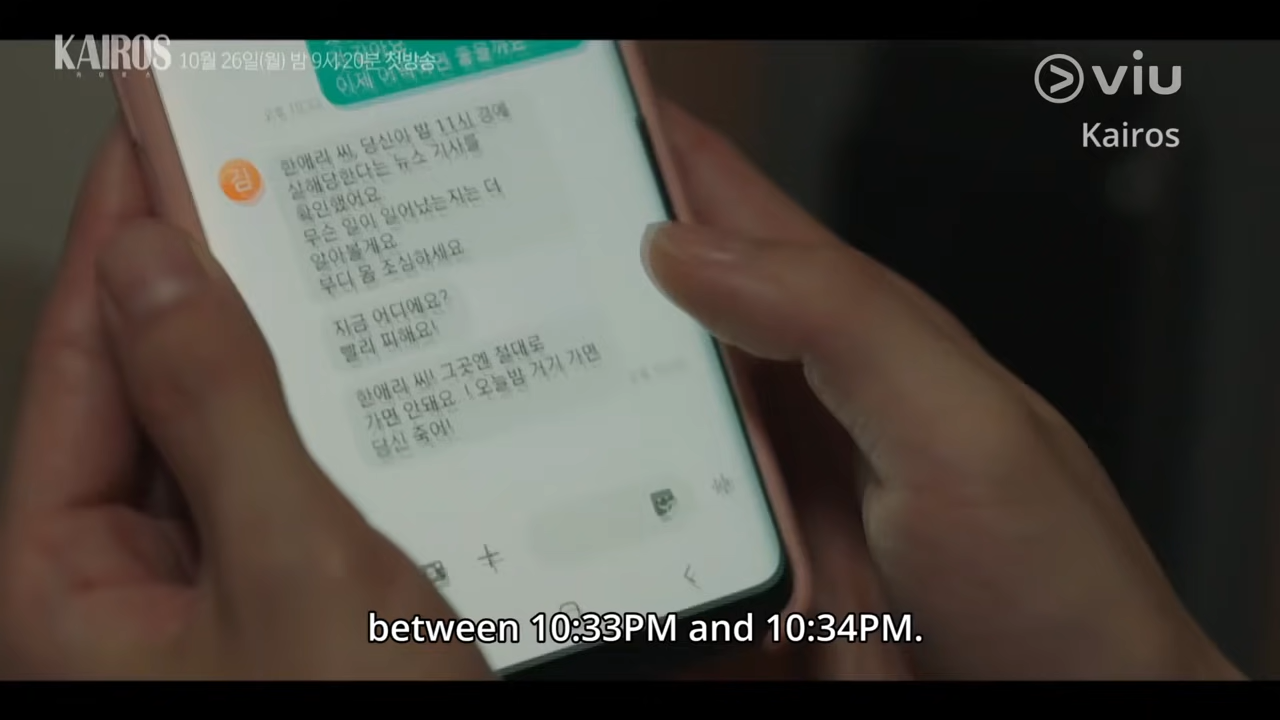 KAIROS
10월 26일(월) 밤 9시 20분 첫방송
viu
Kairos
한애리 씨, 당신이 밤 11시 경에
살해당한다는 뉴스 기사를
확인했어요
무슨 일이 일어났는지는 더
알아볼게요
부디 몸 조심하세요
김
지금 어디에요?
빨리 피해요!
한애리 씨! 그곳엔 절대로
가면 안돼요 ! 오늘밤 거기 가면
당신 죽어!
between 10:33PM and 10:34PM.